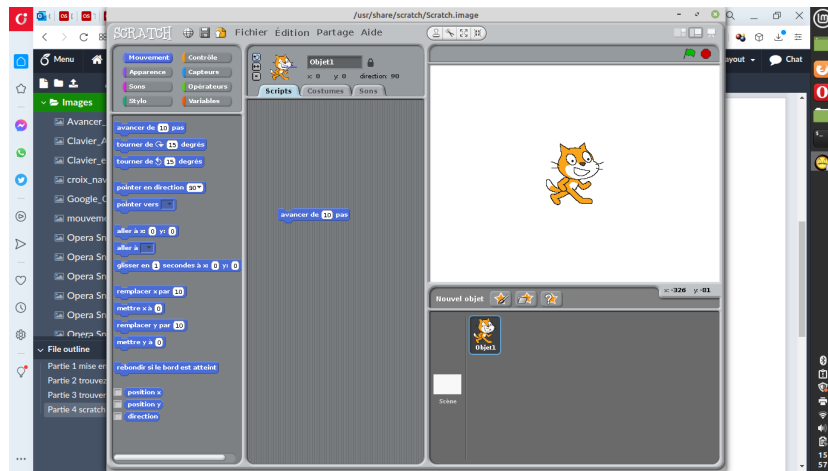 /usr/share/scratch/Scratch.image
SCRATCH Fichier Édition Partage Aide
Menu
Chat
Images
Avancer_
Clavier_A
Clavier_e
croix_nav
Google_C
mouveme
Opera Sn
Opera Sn
Opera Sn
Opera Sn
Opera Sn
File outline
Partie 1 mise en
Partie 2 trouvez
Partie 3 trouver
Partie 4 scratch
Mouvement Contrôle
Apparence Capteurs
Sons Opérateurs
Stylo Variables
avancer de 10 pas
tourner de 15 degrés
tourner de 15 degrés
pointer en direction 90
pointer vers
aller à x: 0 y: 0
aller à
glisser en 1 secondes à x: 0 y: 0
remplacer x par 10
mettre x à 0
remplacer y par 10
mettre y à 0
rebondir si le bord est atteint
position x
position y
direction
Objet1
x: 0 y: 0 direction: 90
Scripts Costumes Sons
avancer de 10 pas
x: -326 y: -81
Nouvel objet
Objet1
Scène
15
57